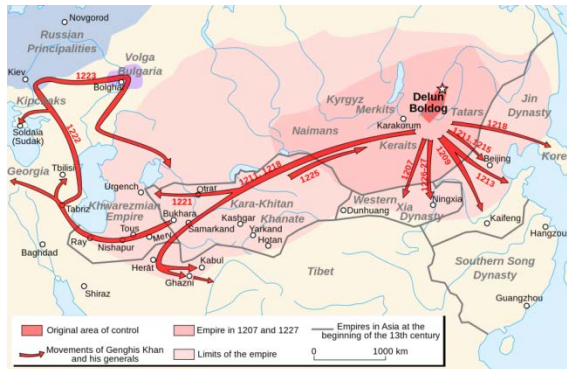 Novgorod
Russian
Principalities
Volga
Bulgaria
Kiev
1223
Bolghar
Kipchaks
Soldaia
(Sudak)
1222
Georgia
Tbilisi
Tabriz
Urgench
Otrar
1221
Khwarezmian
Empire
Bukhara
Samarkand
Merv
Tous
Ray
Nishapur
Baghdad
Herat
Shiraz
Kabul
Ghazni
Kara-Khitan
Khanate
Kashgar
Yarkand
Hotan
1211, 1218
1225
Naimans
Kyrgyz
Merkits
Karakorum
Keraits
Delun
Boldog
Tatars
Jin
Dynasty
1218
1211-1215
Beijing
Korea
1209
1213
1207
1226-27
Western
Xia
Dynasty
Dunhuang
Ningxia
Kaifeng
Hangzou
Tibet
Southern Song
Dynasty
Guangzhou
Original area of control
Movements of Genghis Khan
and his generals
Empire in 1207 and 1227
Limits of the empire
Empires in Asia at the
beginning of the 13th century
0 1000 km